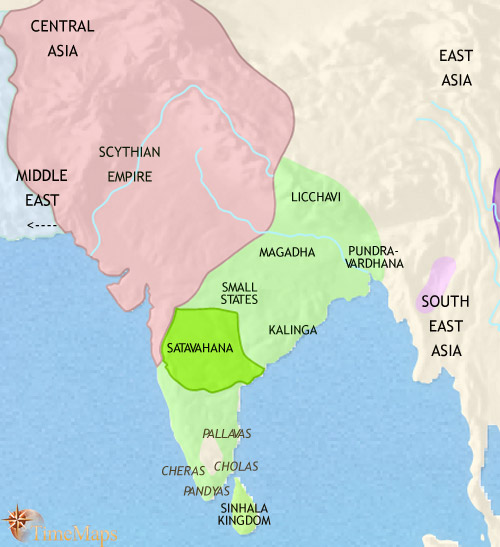 CENTRAL
ASIA
EAST
ASIA
SCYTHIAN
EMPIRE
MIDDLE
EAST
<----
LICCHAVI
MAGADHA
PUNDRA-
VARDHANA
SMALL
STATES
KALINGA
SOUTH
EAST
ASIA
SATAVAHANA
PALLAVAS
CHERAS
CHOLAS
PANDYAS
SINHALA
KINGDOM
TimeMaps